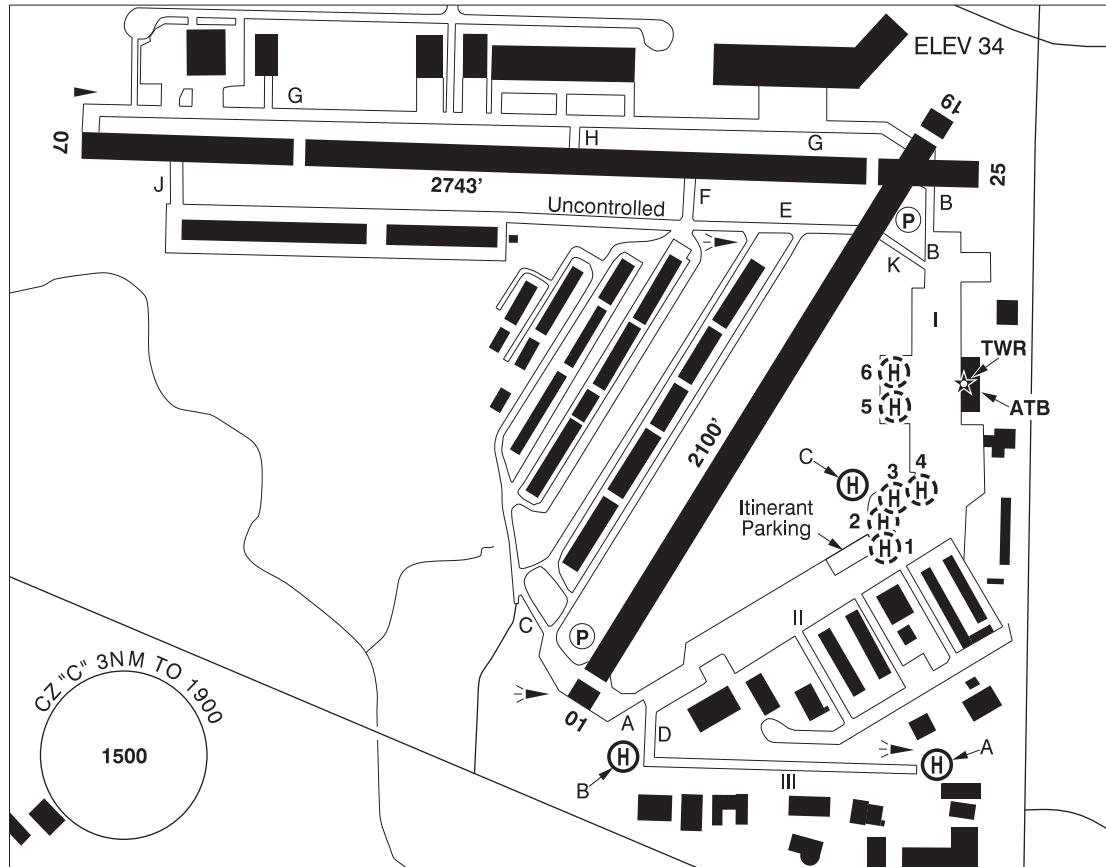 ELEV 34
19
G
07
H
G
25
J
2743'
F
Uncontrolled
E
B
P
B
K
I
TWR
6
ATB
H
5
H
2100'
C
H
3
4
H
H
Itinerant
Parking
2
H
H
1
II
C
P
CZ "C" 3NM TO 1900
1500
01
A
D
H
B
III
H
A